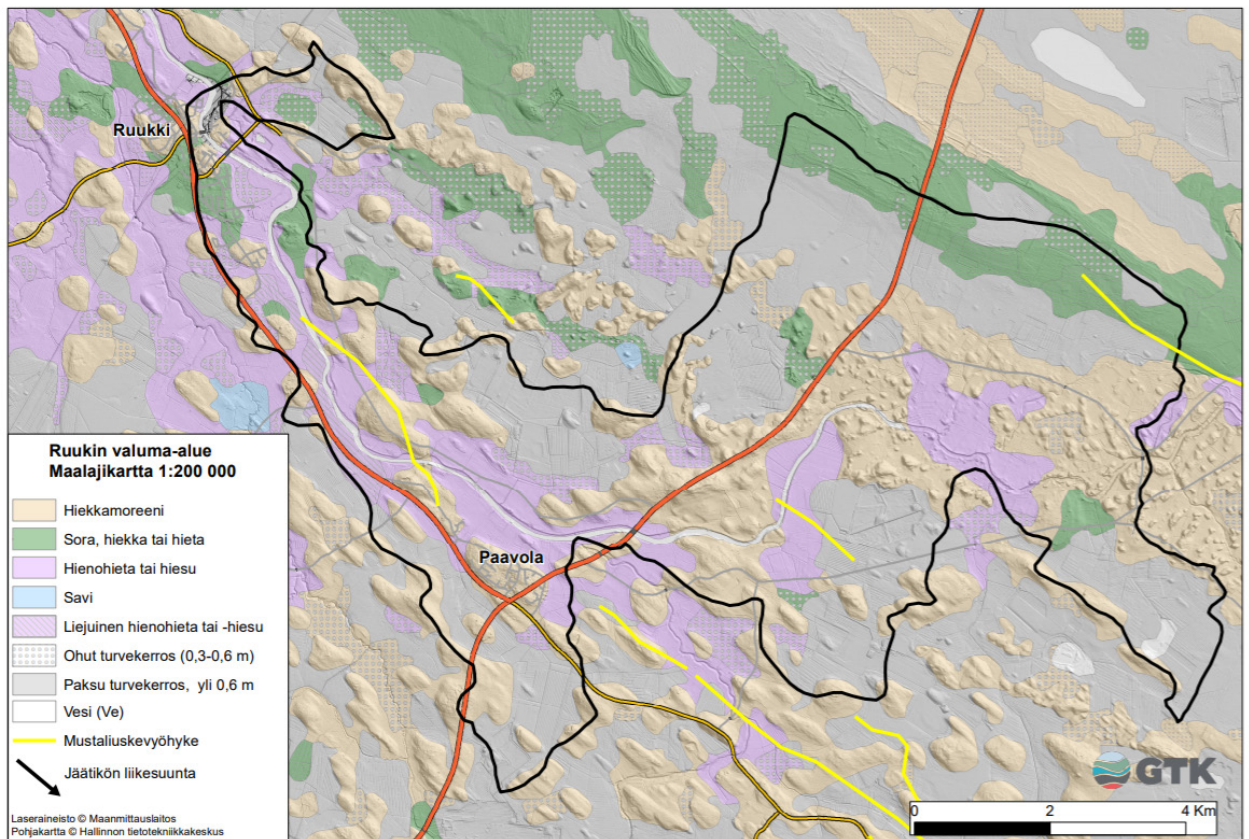 Ruukki
Paavola
Ruukin valuma-alue
Maalajikartta 1:200 000
Hiekkamoreeni
Sora, hiekka tai hieta
Hienohieta tai hiesu
Savi
Liejuinen hienohieta tai -hiesu
Ohut turvekerros (0,3-0,6 m)
Paksu turvekerros, yli 0,6 m
Vesi (Ve)
Mustaliuskevyöhyke
Jäätikön liikesuunta
Laseraineisto © Maanmittauslaitos
Pohjakartta © Hallinnon tietotekniikkakeskus
GTK
0 2 4 Km